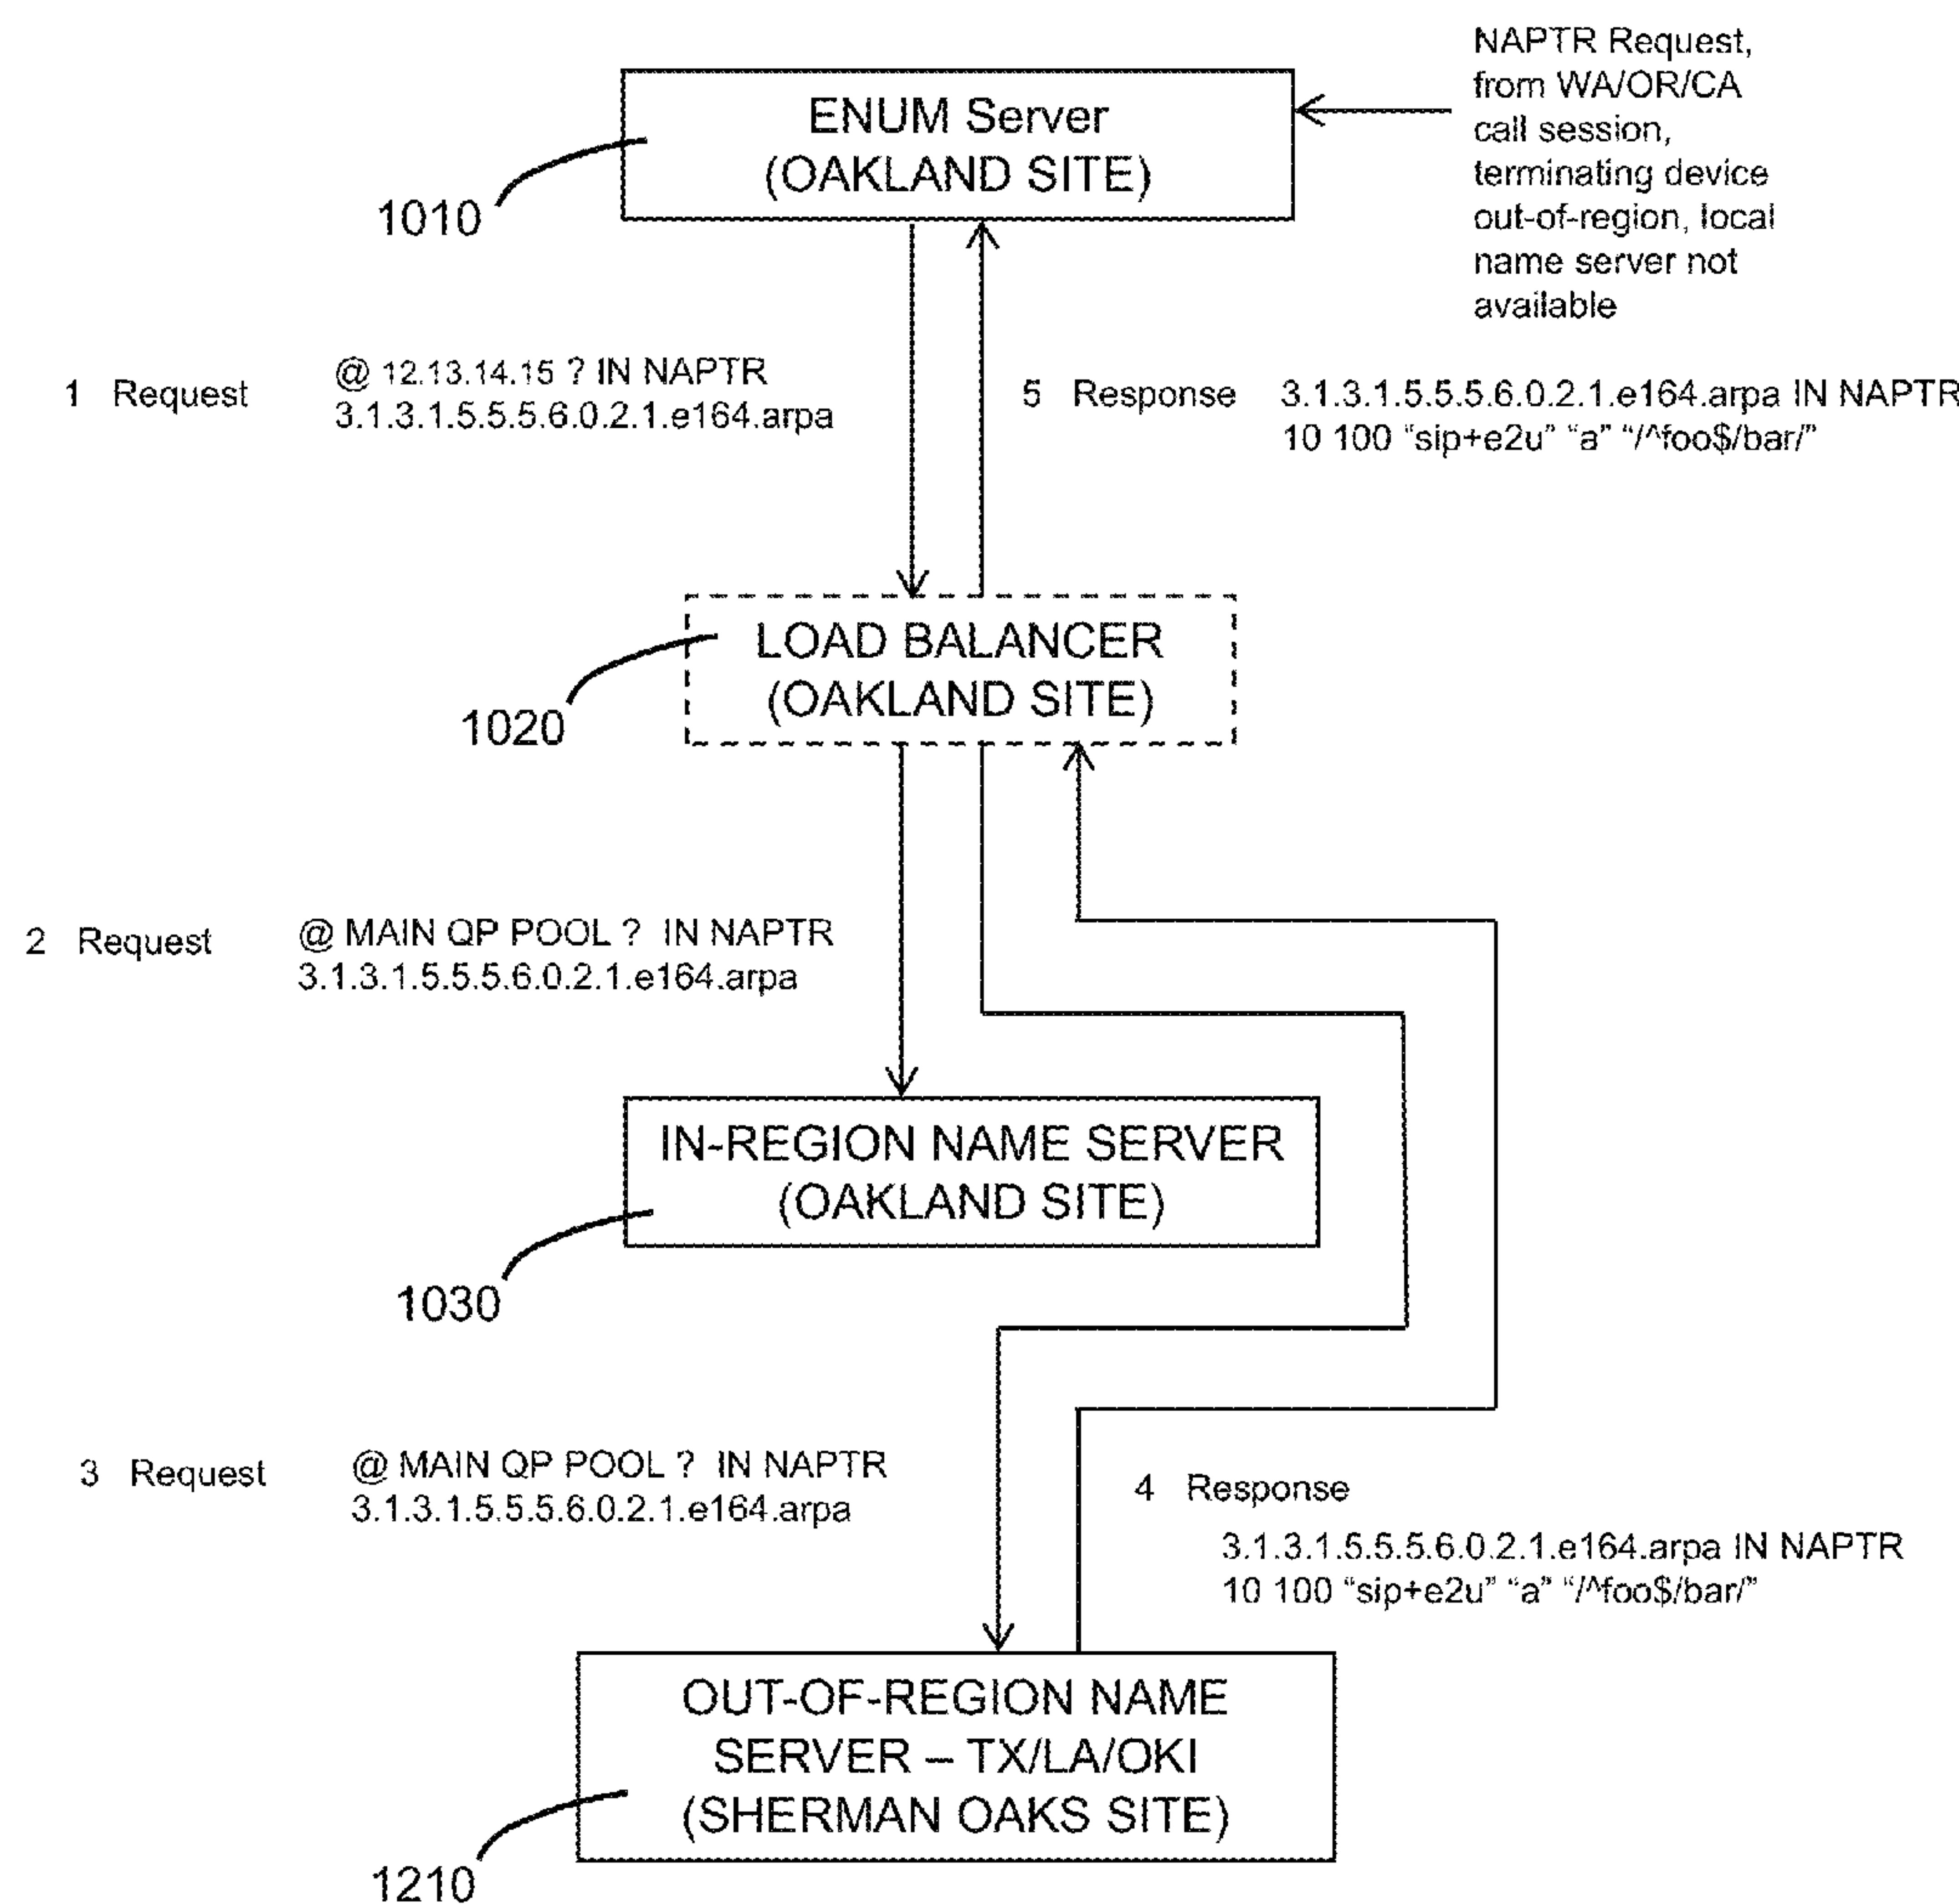 NAPTR Request,
from WA/OR/CA
call session,
terminating device
out-of-region, local
name server not
available
ENUM Server
(OAKLAND SITE)
1010
1 Request
@ 12.13.14.15 ? IN NAPTR
3.1.3.1.5.5.5.6.0.2.1.e164.arpa
5 Response
3.1.3.1.5.5.5.6.0.2.1.e164.arpa IN NAPTR
10 100 “sip+e2u” “a” “/^foo$/bar/”
LOAD BALANCER
(OAKLAND SITE)
1020
2 Request
@ MAIN QP POOL ? IN NAPTR
3.1.3.1.5.5.5.6.0.2.1.e164.arpa
IN-REGION NAME SERVER
(OAKLAND SITE)
1030
3 Request
@ MAIN QP POOL ? IN NAPTR
3.1.3.1.5.5.5.6.0.2.1.e164.arpa
4 Response
3.1.3.1.5.5.5.6.0.2.1.e164.arpa IN NAPTR
10 100 “sip+e2u” “a” “/^foo$/bar/”
OUT-OF-REGION NAME
SERVER – TX/LA/OKI
(SHERMAN OAKS SITE)
1210